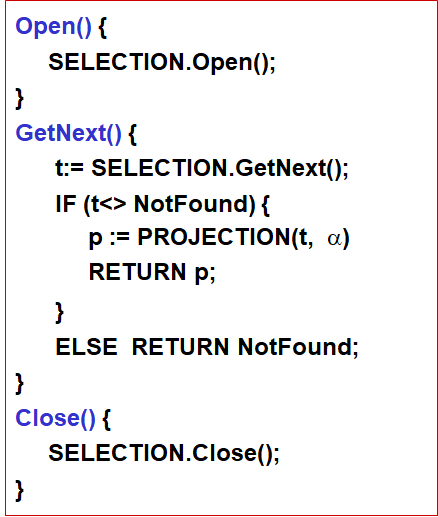 Open() {
SELECTION.Open();
}
GetNext() {
t:= SELECTION.GetNext();
IF (t<> NotFound) {
p := PROJECTION(t, α)
RETURN p;
}
ELSE RETURN NotFound;
}
Close() {
SELECTION.Close();
}